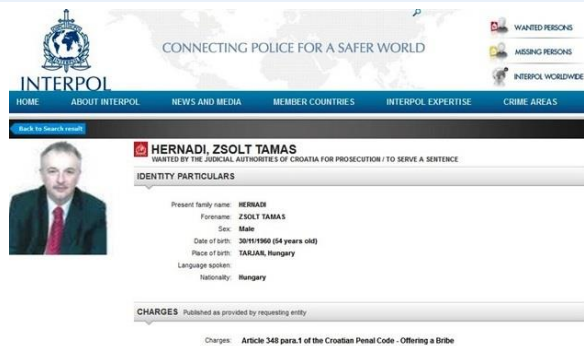 CONNECTING POLICE FOR A SAFER WORLD
WANTED PERSONS
MISSING PERSONS
INTERPOL WORLDWIDE
INTERPOL
HOME ABOUT INTERPOL NEWS AND MEDIA MEMBER COUNTRIES INTERPOL EXPERTISE CRIME AREAS
Back to Search result
HERNADI, ZSOLT TAMAS
WANTED BY THE JUDICIAL AUTHORITIES OF CROATIA FOR PROSECUTION / TO SERVE A SENTENCE
IDENTITY PARTICULARS
Present family name: HERNADI
Forename: ZSOLT TAMAS
Sex: Male
Date of birth: 30/11/1960 (54 years old)
Place of birth: TARJAN, Hungary
Language spoken:
Nationality: Hungary
CHARGES Published as provided by requesting entity
Charges: Article 348 para.1 of the Croatian Penal Code - Offering a Bribe